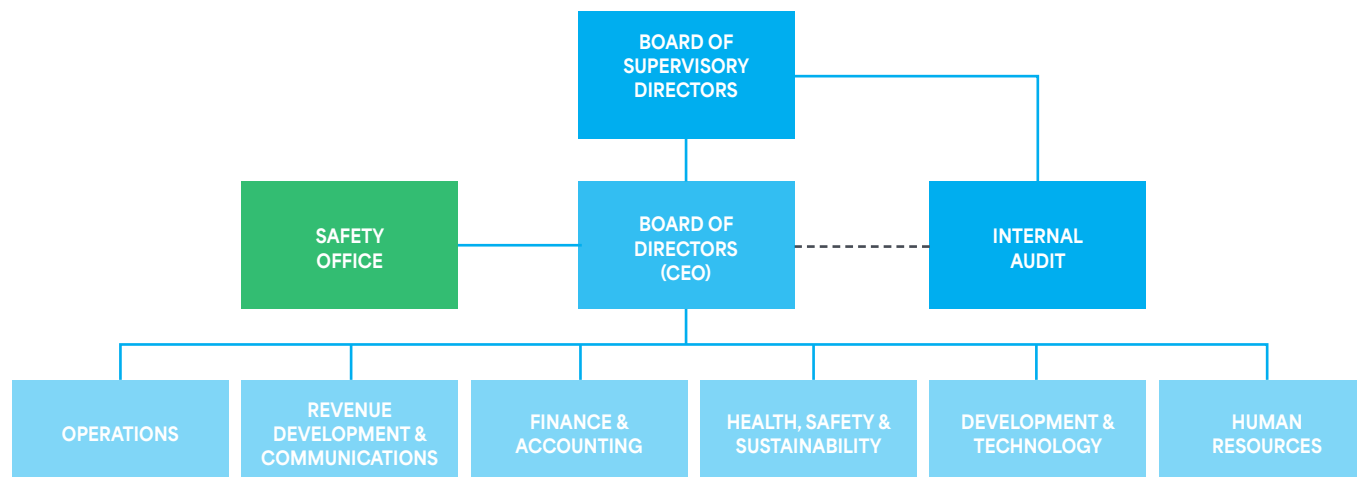 BOARD OF
SUPERVISORY
DIRECTORS
SAFETY
OFFICE
BOARD OF
DIRECTORS
(CEO)
INTERNAL
AUDIT
OPERATIONS
REVENUE
DEVELOPMENT &
COMMUNICATIONS
FINANCE &
ACCOUNTING
HEALTH, SAFETY &
SUSTAINABILITY
DEVELOPMENT &
TECHNOLOGY
HUMAN
RESOURCES